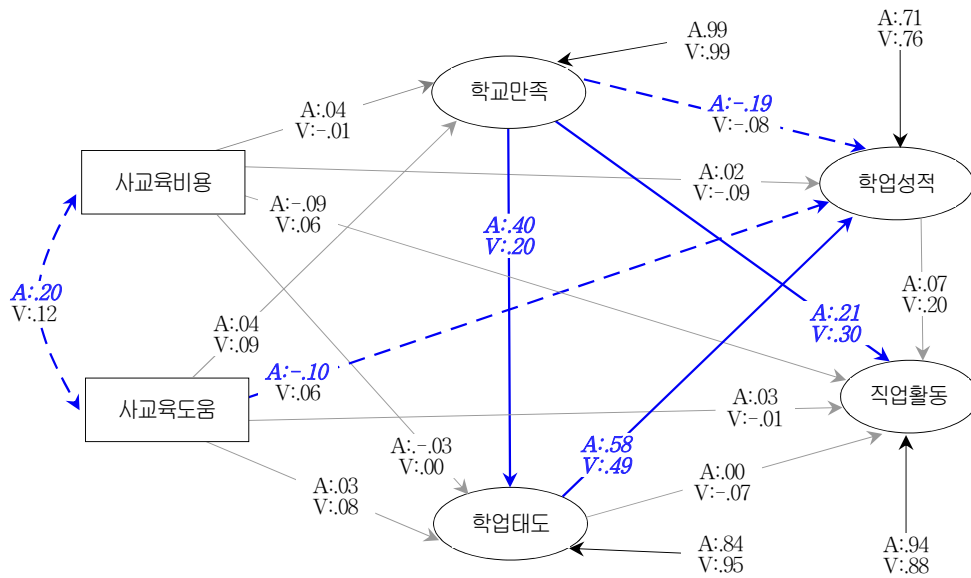 A.99
V:.99
A:.71
V:.76
학교만족
A:.04
V:-.01
A:-.19
V:-.08
사교육비용
A:.02
V:-.09
학업성적
A:-.09
V:.06
A:.40
V:.20
A:.20
V:.12
A:.07
V:.20
A:.04
V:.09
A:.21
V:.30
A:-.10
V:.06
사교육도움
A:.03
V:-.01
직업활동
A:.-.03
V:.00
A:.58
V:.49
A:.03
V:.08
A:.00
V:-.07
학업태도
A:.84
V:.95
A:.94
V:.88